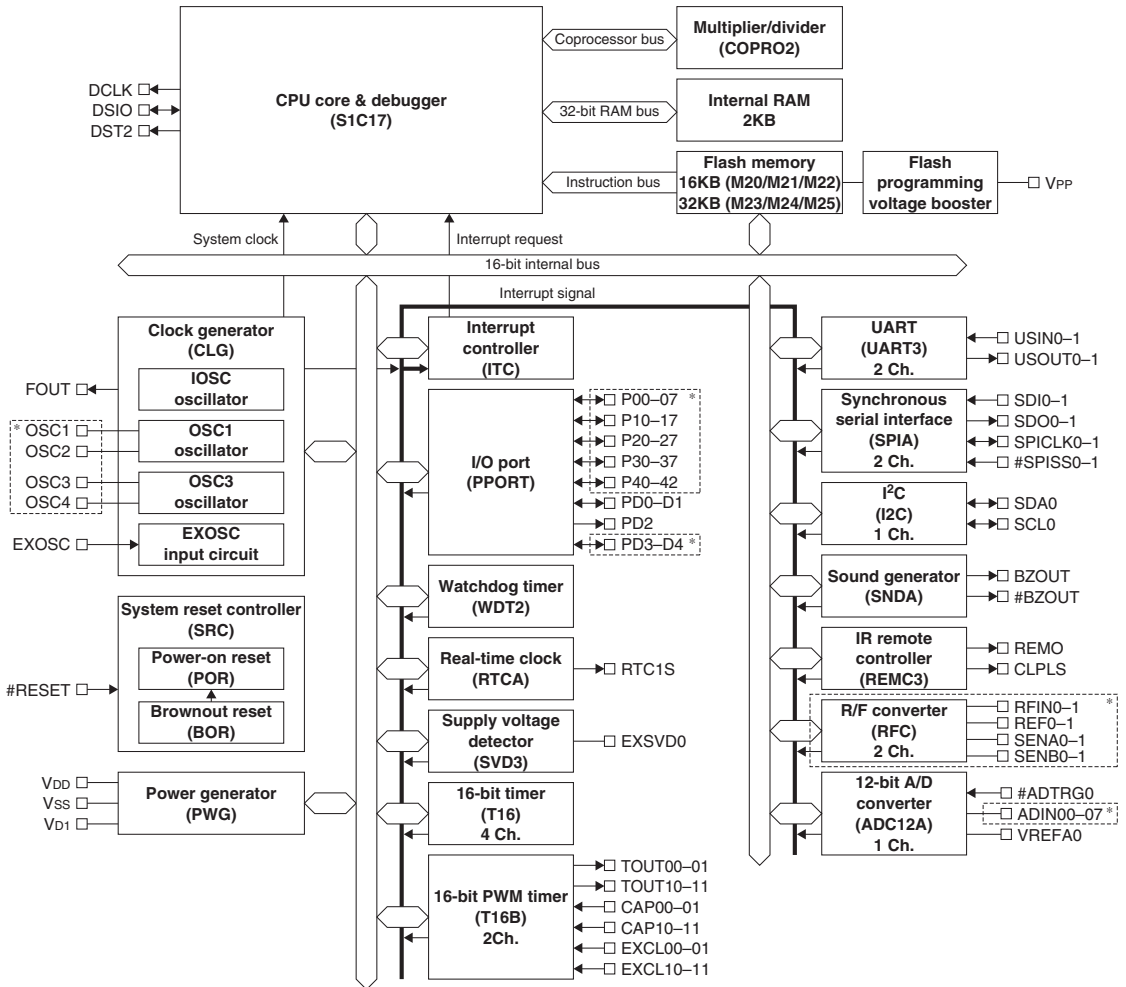 CPU core & debugger
(S1C17)
DCLK
DSIO
DST2
Coprocessor bus
Multiplier/divider
(COPRO2)
32-bit RAM bus
Internal RAM
2KB
Instruction bus
Flash memory
16KB (M20/M21/M22)
32KB (M23/M24/M25)
Flash
programming
voltage booster
VPP
System clock
Interrupt request
16-bit internal bus
Interrupt signal
Clock generator
(CLG)
IOSC
oscillator
OSC1
oscillator
OSC3
oscillator
EXOSC
input circuit
FOUT
* OSC1
OSC2
OSC3
OSC4
EXOSC
System reset controller
(SRC)
Power-on reset
(POR)
Brownout reset
(BOR)
#RESET
VDD
VSS
VD1
Power generator
(PWG)
Interrupt
controller
(ITC)
I/O port
(PPORT)
P00–07 *
P10–17
P20–27
P30–37
P40–42
PD0–D1
PD2
PD3–D4 *
Watchdog timer
(WDT2)
Real-time clock
(RTCA)
RTC1S
Supply voltage
detector
(SVD3)
EXSVD0
16-bit timer
(T16)
4 Ch.
16-bit PWM timer
(T16B)
2Ch.
TOUT00–01
TOUT10–11
CAP00–01
CAP10–11
EXCL00–01
EXCL10–11
UART
(UART3)
2 Ch.
USIN0–1
USOUT0–1
Synchronous
serial interface
(SPIA)
2 Ch.
SDI0–1
SDO0–1
SPICLK0–1
#SPISS0–1
I²C
(I2C)
1 Ch.
SDA0
SCL0
Sound generator
(SNDA)
BZOUT
#BZOUT
IR remote
controller
(REMC3)
REMO
CLPLS
R/F converter
(RFC)
2 Ch.
RFIN0–1 *
REF0–1
SENA0–1
SENB0–1
12-bit A/D
converter
(ADC12A)
1 Ch.
#ADTRG0
ADIN00–07 *
VREFA0